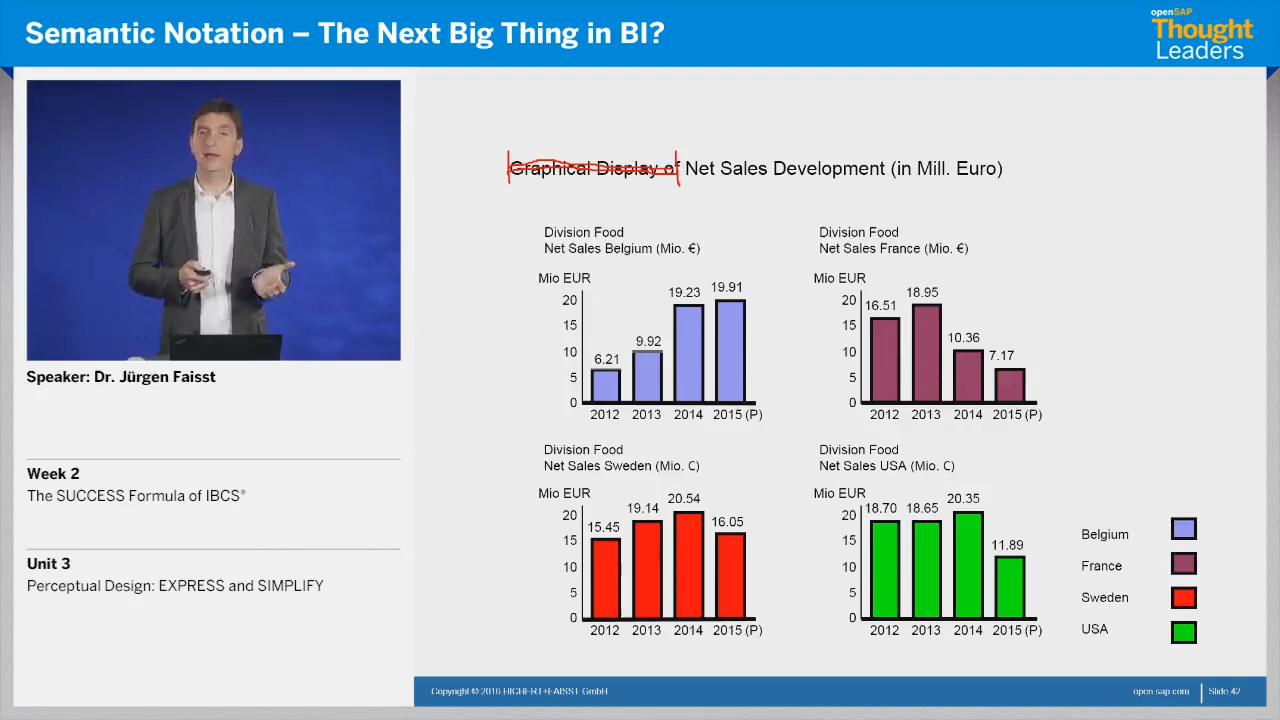 Semantic Notation – The Next Big Thing in BI?
openSAP
Thought
Leaders
Speaker: Dr. Jürgen Faisst
Week 2
The SUCCESS Formula of IBCS®
Unit 3
Perceptual Design: EXPRESS and SIMPLIFY
Graphical Display of Net Sales Development (in Mill. Euro)
Division Food
Net Sales Belgium (Mio. €)
Mio EUR
20
15
10
5
0
6.21
9.92
19.23
19.91
2012 2013 2014 2015 (P)
Division Food
Net Sales France (Mio. €)
Mio EUR
20
15
10
5
0
16.51
18.95
10.36
7.17
2012 2013 2014 2015 (P)
Division Food
Net Sales Sweden (Mio. €)
Mio EUR
20
15
10
5
0
15.45
19.14
20.54
16.05
2012 2013 2014 2015 (P)
Division Food
Net Sales USA (Mio. €)
Mio EUR
20
15
10
5
0
18.70
18.65
20.35
11.89
2012 2013 2014 2015 (P)
Belgium
France
Sweden
USA
Copyright © 2016 HICHERT+FAISST GmbH
open.sap.com | Slide 42